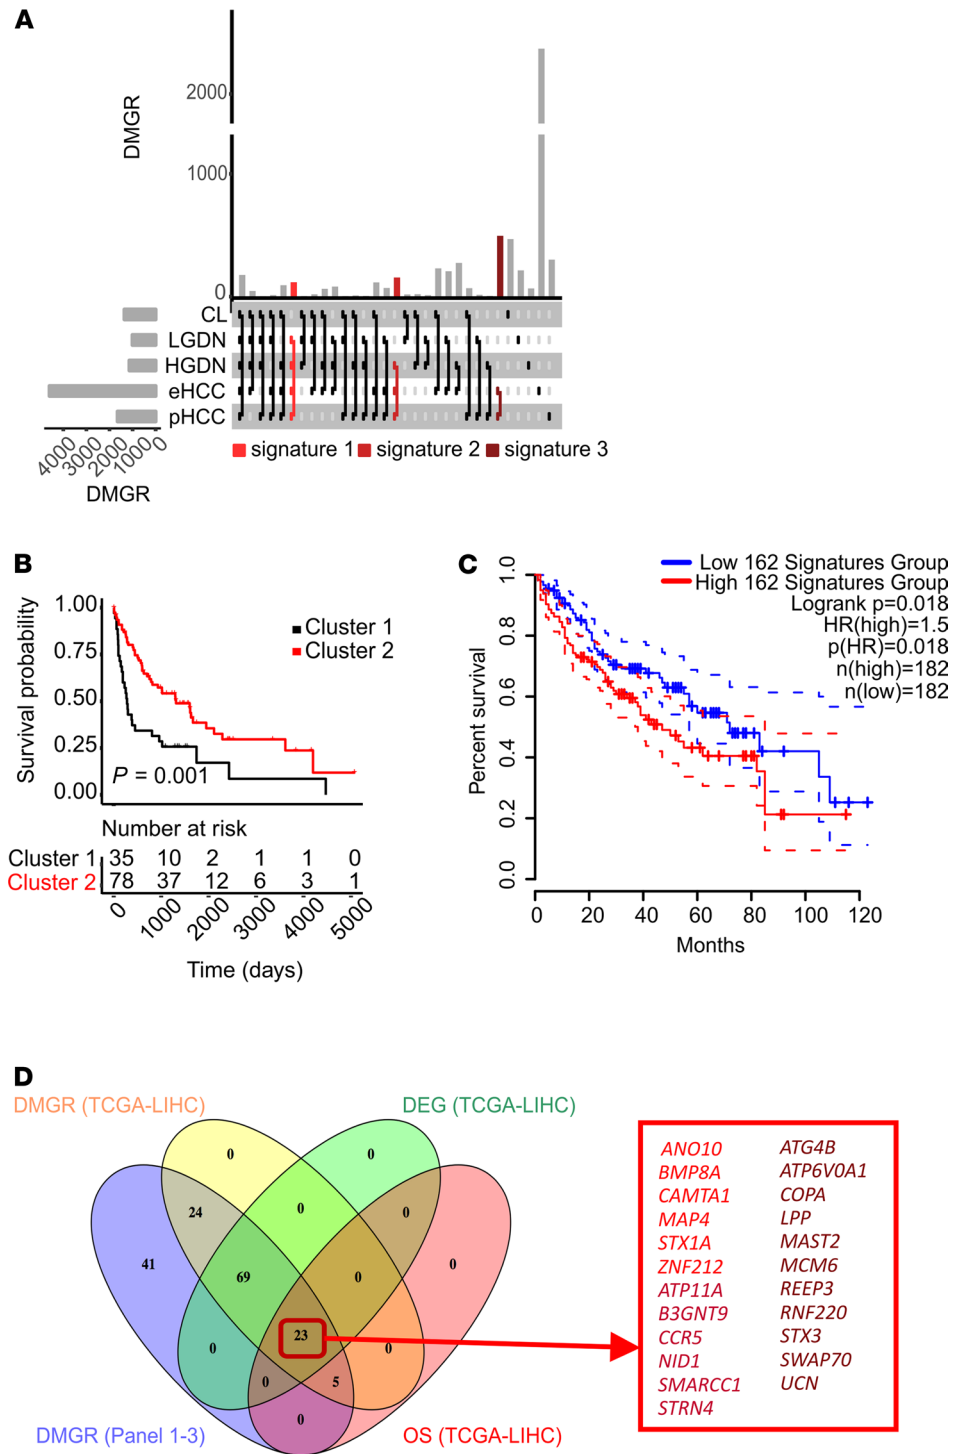 A
DMGR
2000
1000
0
CL
LGDN
HGDN
eHCC
pHCC
4000
3000
2000
1000
0
DMGR
signature 1
signature 2
signature 3
B
Survival probability
1.00
0.75
0.50
0.25
0.00
Cluster 1
Cluster 2
P = 0.001
Number at risk
Cluster 1 35 10 2 1 1 0
Cluster 2 78 37 12 6 3 1
0 1000 2000 3000 4000 5000
Time (days)
C
Percent survival
1.0
0.8
0.6
0.4
0.2
0.0
Low 162 Signatures Group
High 162 Signatures Group
Logrank p=0.018
HR(high)=1.5
p(HR)=0.018
n(high)=182
n(low)=182
0 20 40 60 80 100 120
Months
D
DMGR (TCGA-LIHC)
DEG (TCGA-LIHC)
0
0
24
0
0
41
69
0
0
23
0
0
0
5
0
DMGR (Panel 1-3)
OS (TCGA-LIHC)
ANO10
BMP8A
CAMTA1
MAP4
STX1A
ZNF212
ATP11A
B3GNT9
CCR5
NID1
SMARCC1
STRN4
ATG4B
ATP6V0A1
COPA
LPP
MAST2
MCM6
REEP3
RNF220
STX3
SWAP70
UCN